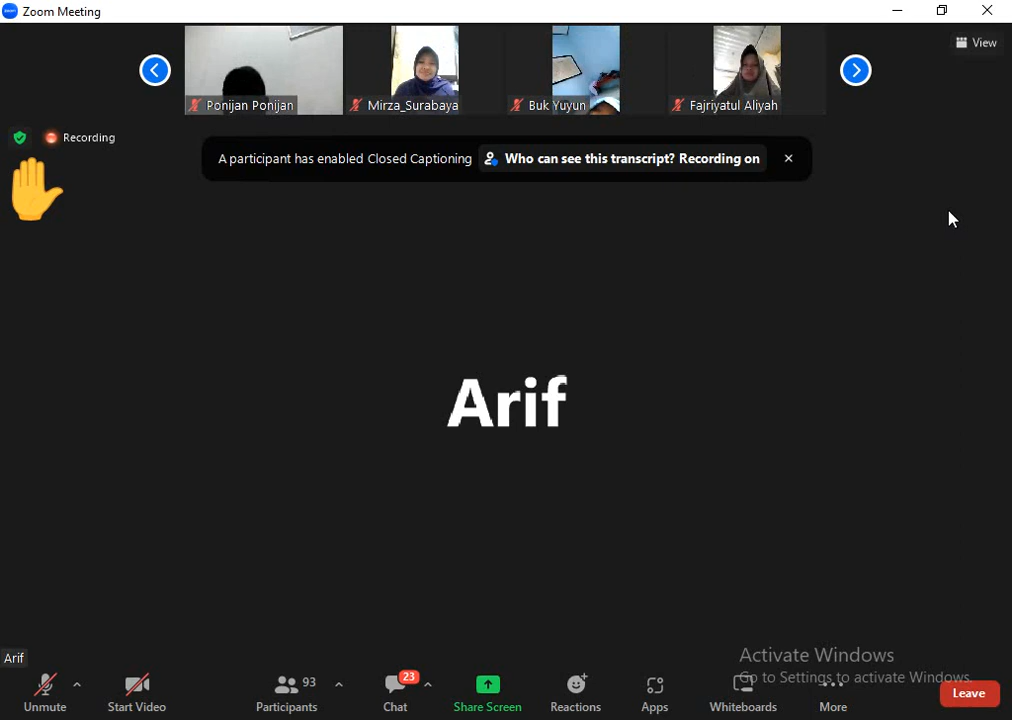 Zoom Meeting
View
Ponijan Ponijan
Mirza_Surabaya
Buk Yuyun
Fajriyatul Aliyah
Recording
A participant has enabled Closed Captioning
Who can see this transcript? Recording on
Arif
Arif
Activate Windows
Go to Settings to activate Windows.
93
23
Unmute
Start Video
Participants
Chat
Share Screen
Reactions
Apps
Whiteboards
More
Leave